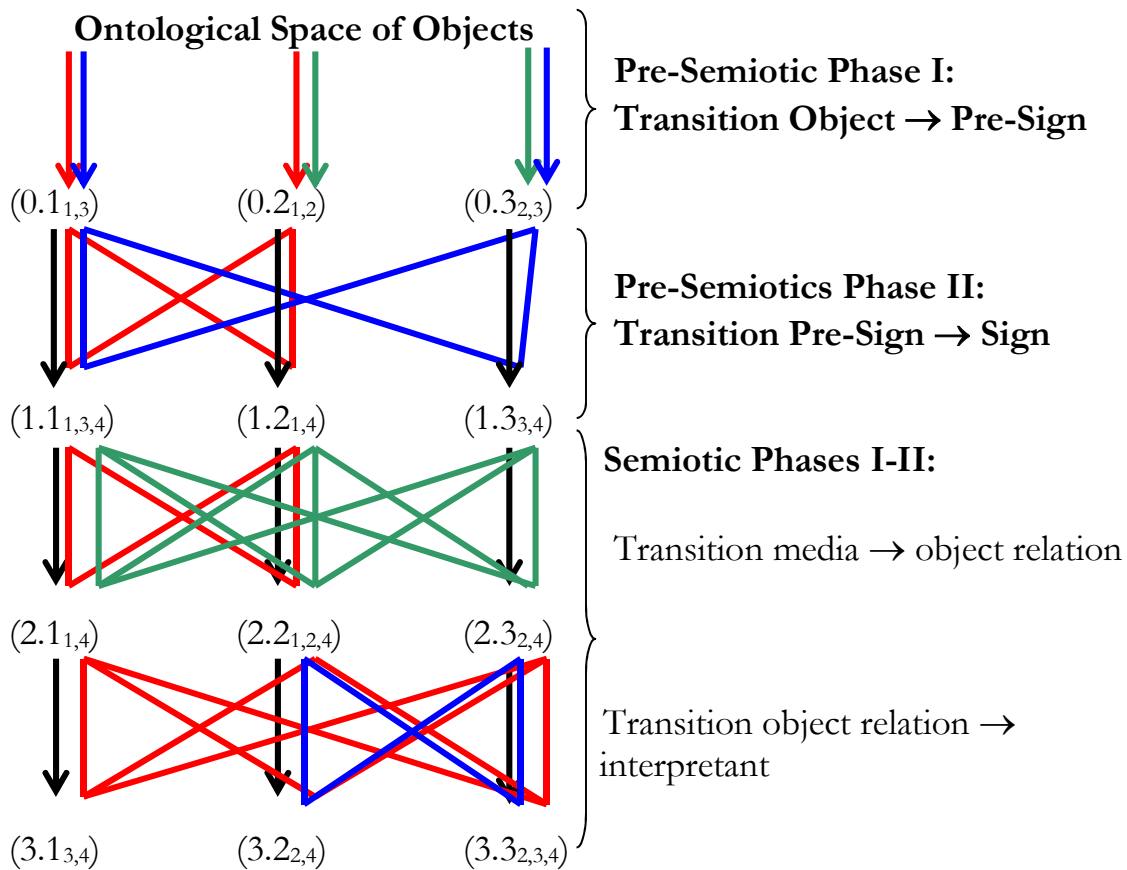 Ontological Space of Objects
Pre-Semiotic Phase I:
Transition Object → Pre-Sign
(0.1₁,₃) (0.2₁,₂) (0.3₂,₃)
Pre-Semiotics Phase II:
Transition Pre-Sign → Sign
(1.1₁,₃,₄) (1.2₁,₄) (1.3₃,₄)
Semiotic Phases I-II:
Transition media → object relation
(2.1₁,₄) (2.2₁,₂,₄) (2.3₂,₄)
Transition object relation →
interpretant
(3.1₃,₄) (3.2₂,₄) (3.3₂,₃,₄)